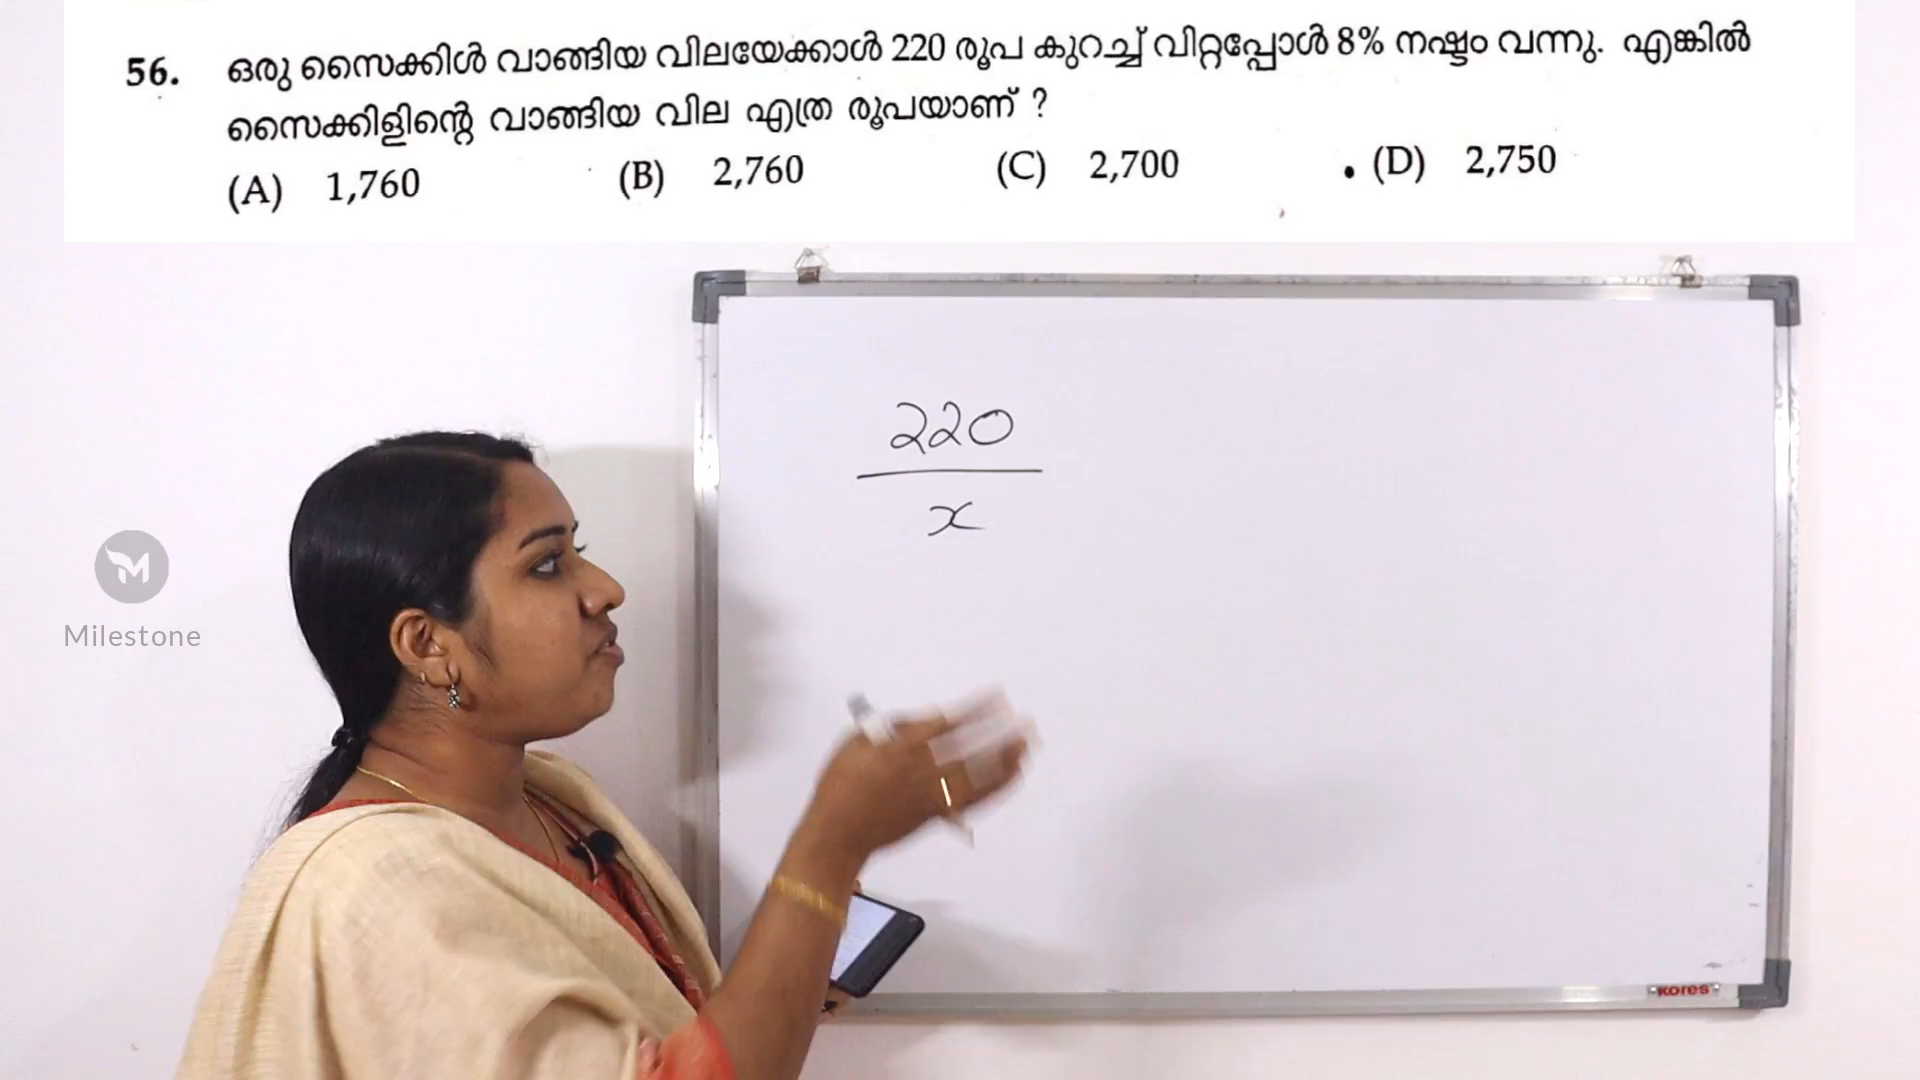 56. ഒരു സൈക്കിൾ വാങ്ങിയ വിലയേക്കാൾ 220 രൂപ കുറച്ച് വിറ്റപ്പോൾ 8% നഷ്ടം വന്നു. എങ്കിൽ
സൈക്കിളിന്റെ വാങ്ങിയ വില എത്ര രൂപയാണ് ?
(A) 1,760 (B) 2,760 (C) 2,700 (D) 2,750
220
x
M
Milestone
KORES